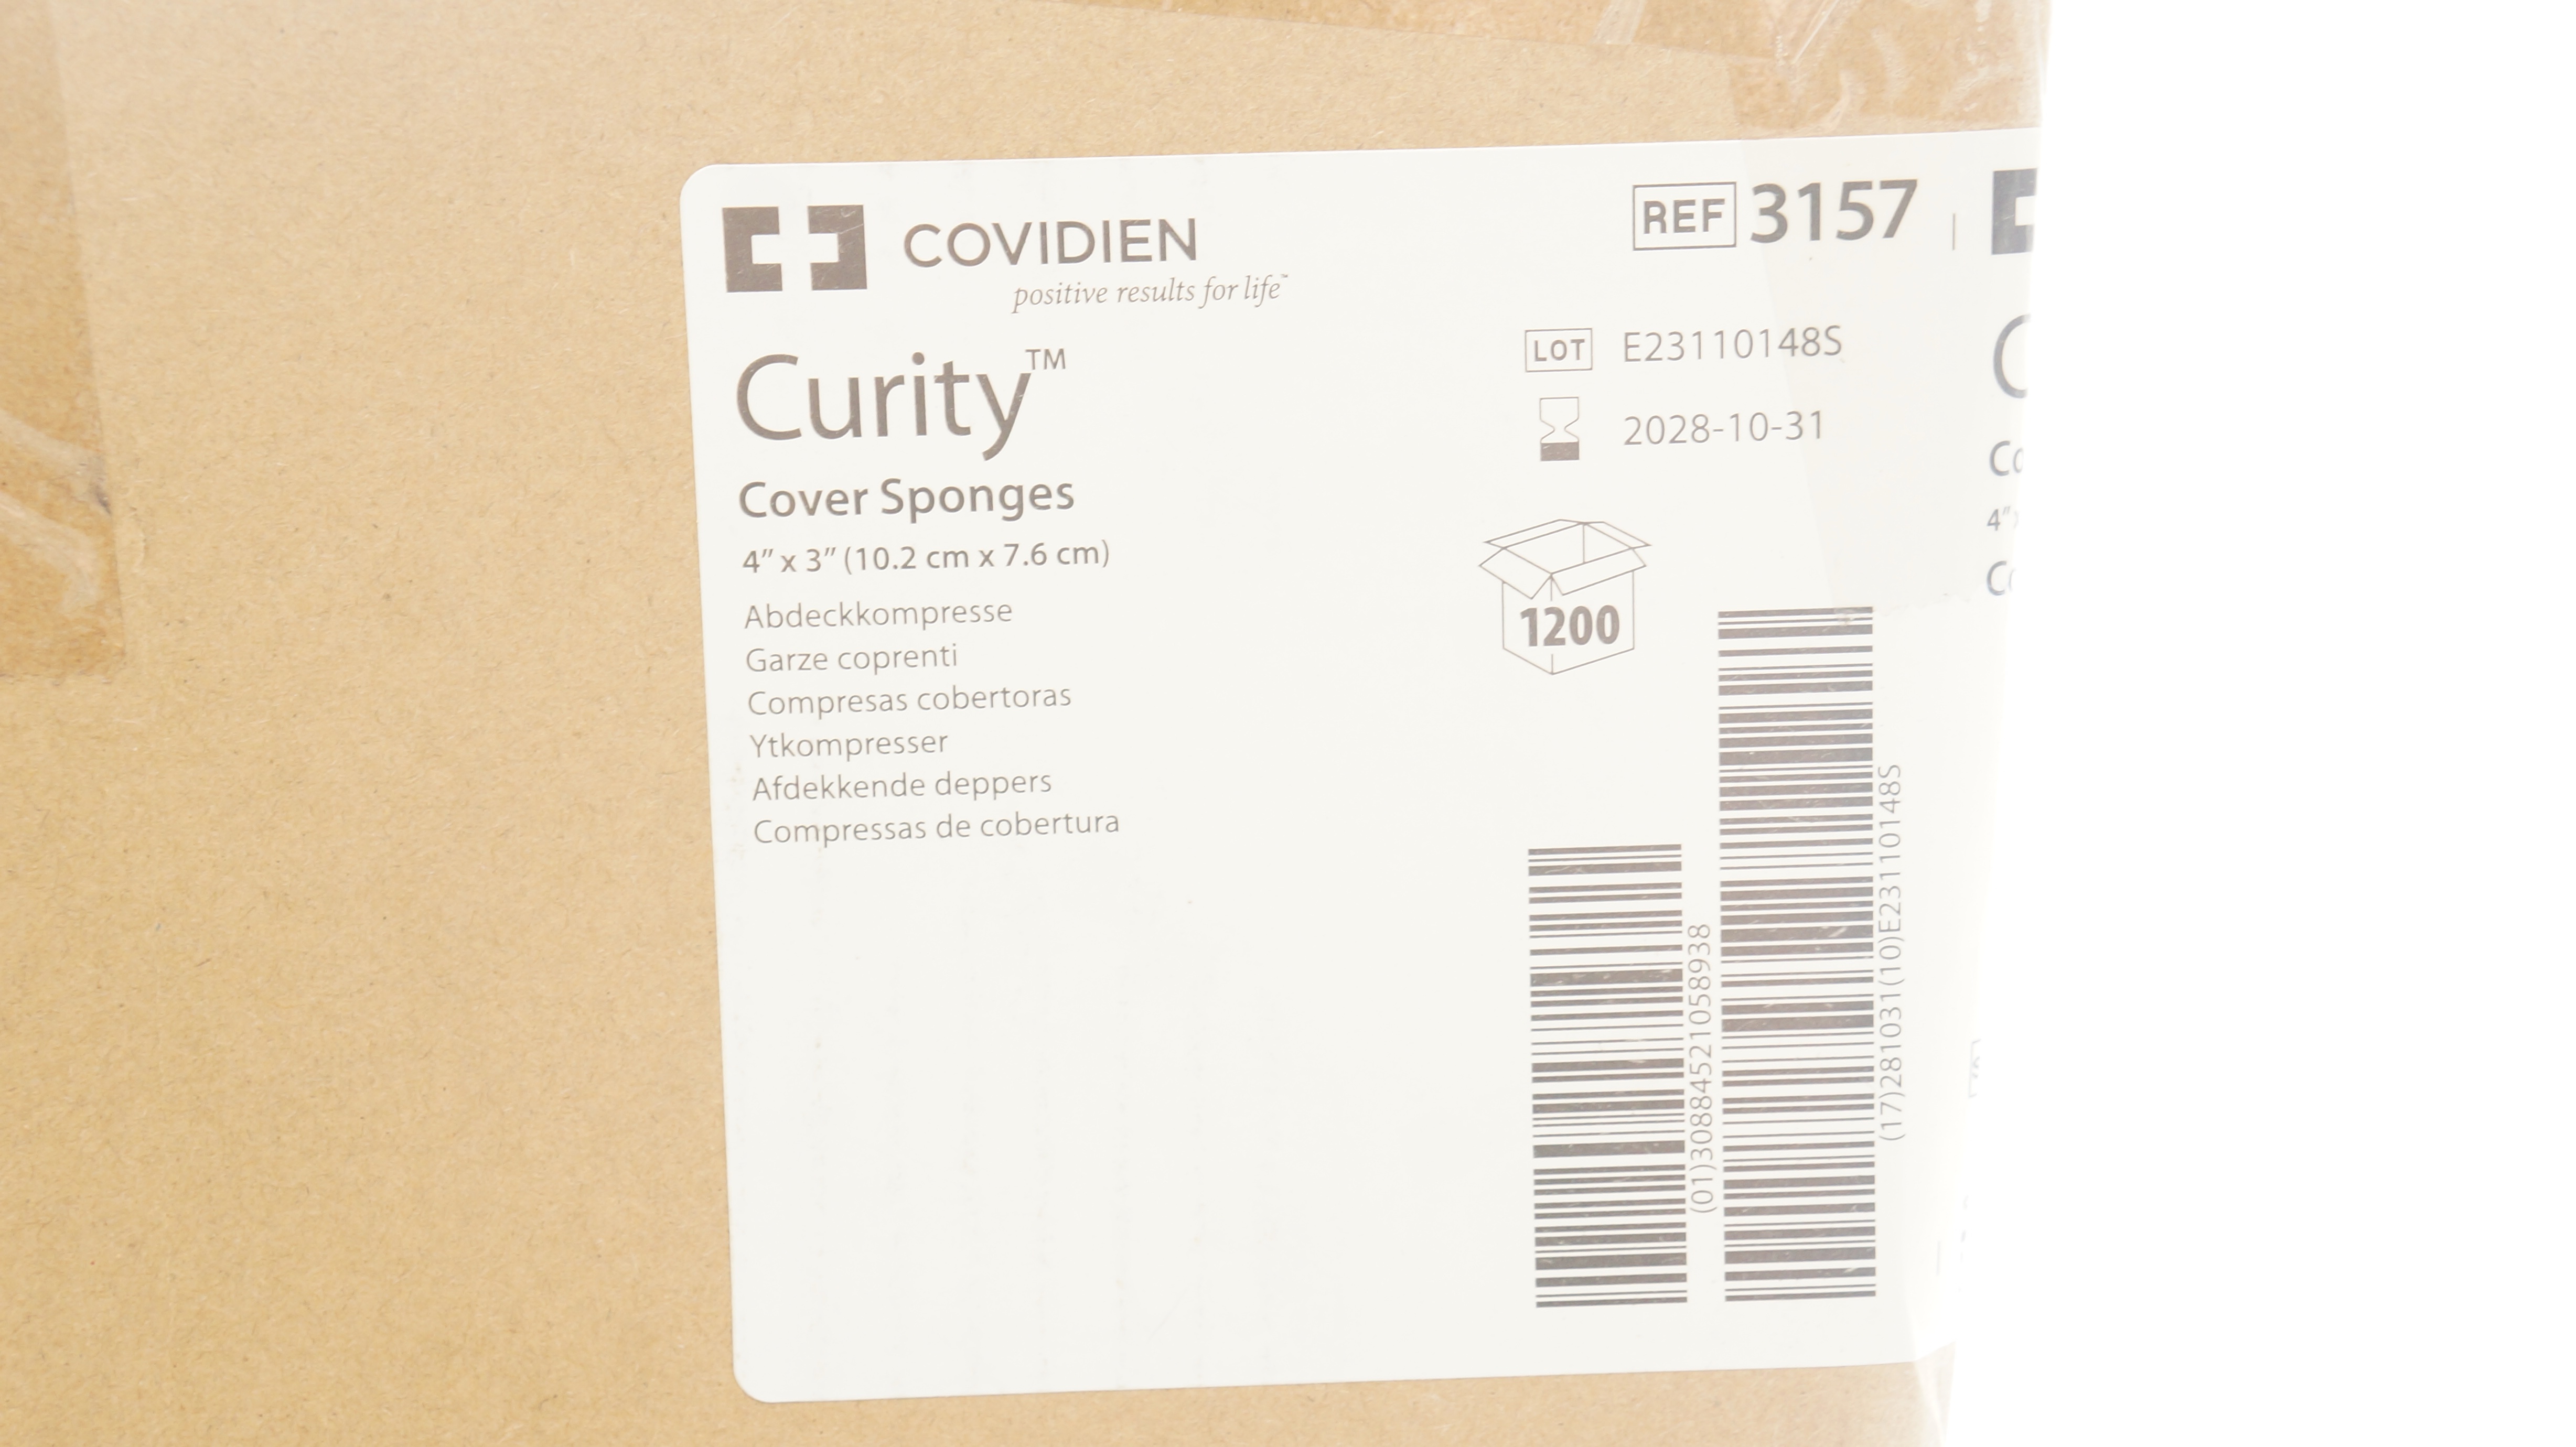 COVIDIEN
positive results for life™
REF 3157
Curity™
LOT E23110148S
2028-10-31
Cover Sponges
4" x 3" (10.2 cm x 7.6 cm)
Abdeckkompresse
Garze coprenti
Compresas cobertoras
Ytkompresser
Afdekkende deppers
Compressas de cobertura
1200
(01)30884521058938
(17)281031(10)E23110148S